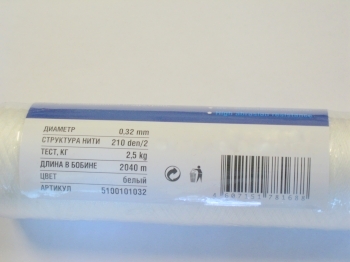 ДИАМЕТР 0.32 mm
СТРУКТУРА НИТИ 210 den/2
ТЕСТ, КГ 2,5 kg
ДЛИНА В БОБИНЕ 2040 m
ЦВЕТ белый
АРТИКУЛ 5100101032